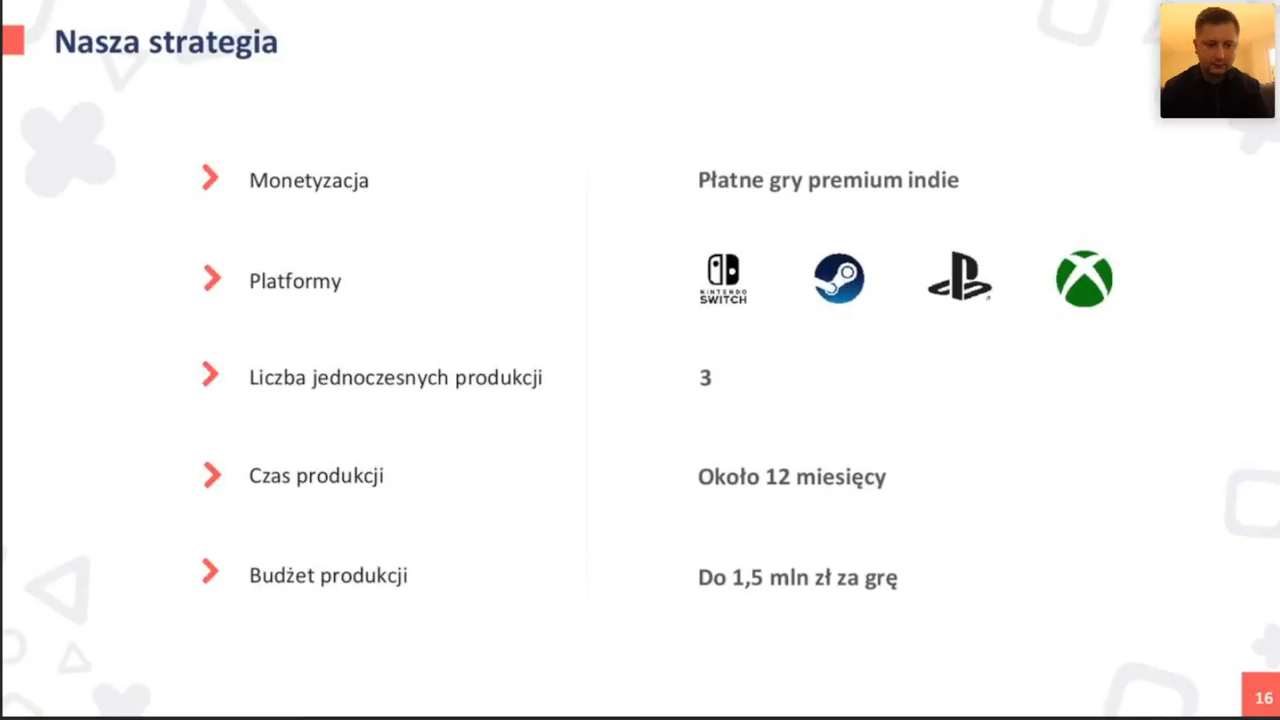 Nasza strategia
Monetyzacja
Płatne gry premium indie
Platformy
NINTENDO
SWITCH
Liczba jednoczesnych produkcji
3
Czas produkcji
Około 12 miesięcy
Budżet produkcji
Do 1,5 mln zł za grę
16